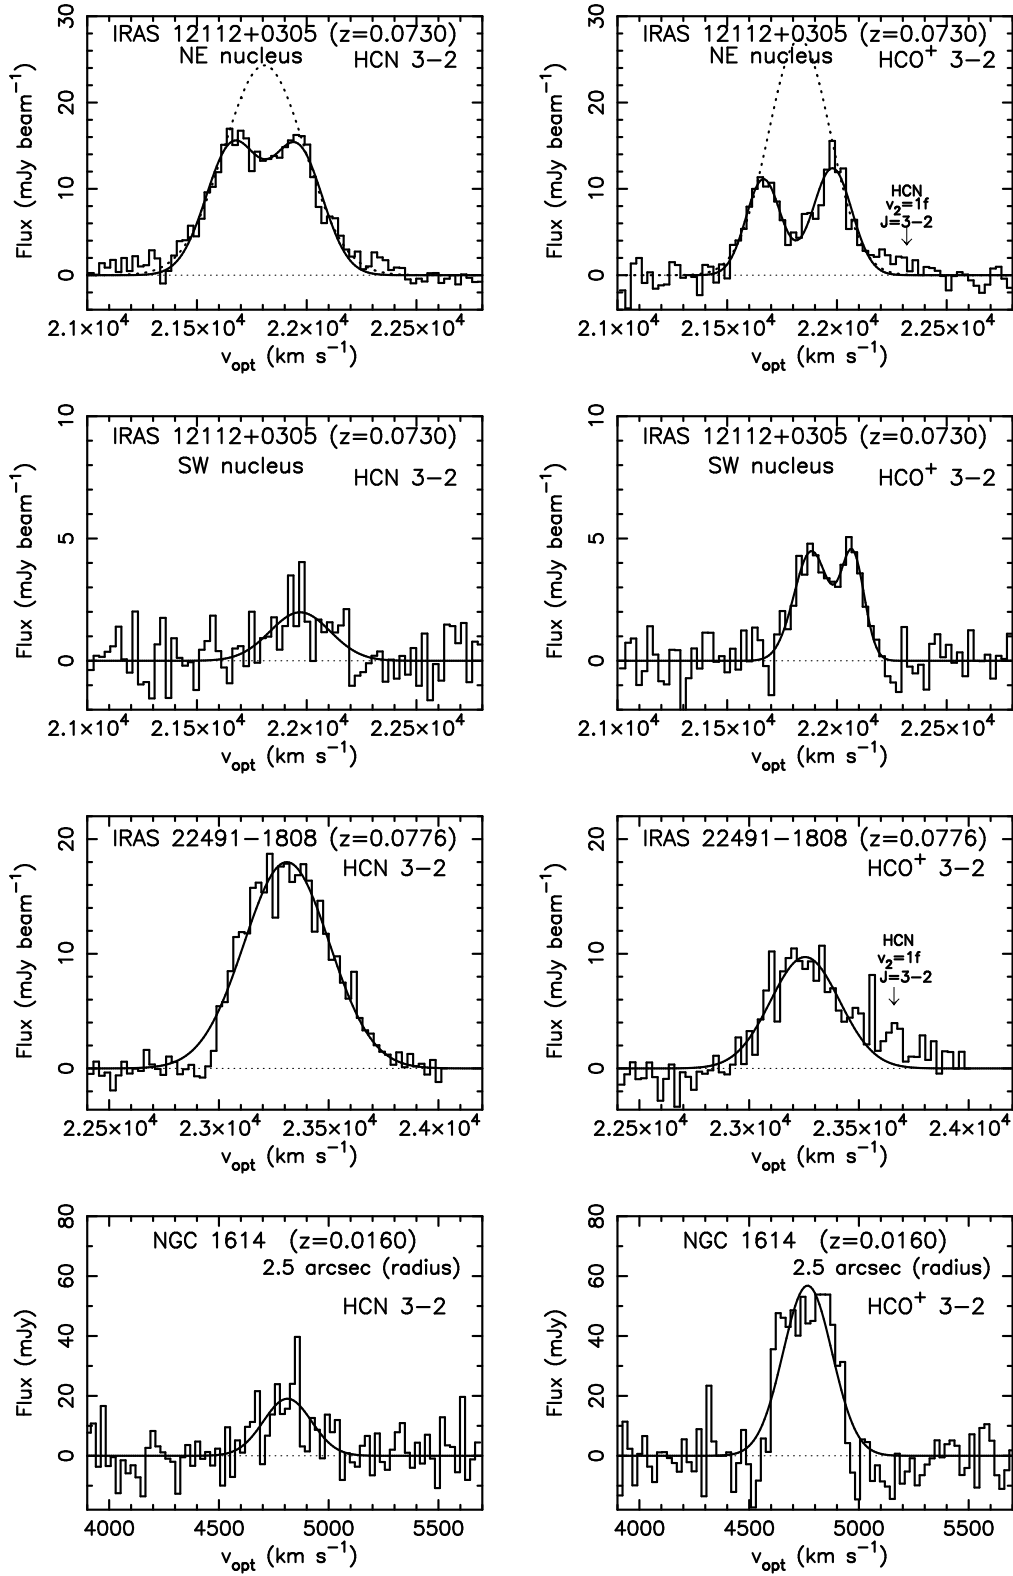 IRAS 12112+0305 (z=0.0730)
NE nucleus HCN 3−2
Flux (mJy beam⁻¹)
30
20
10
0
2.1×10⁴ 2.15×10⁴ 2.2×10⁴ 2.25×10⁴
v_opt (km s⁻¹)
IRAS 12112+0305 (z=0.0730)
NE nucleus HCO⁺ 3−2
HCN
v₂=1f
J=3−2
↓
Flux (mJy beam⁻¹)
30
20
10
0
2.1×10⁴ 2.15×10⁴ 2.2×10⁴ 2.25×10⁴
v_opt (km s⁻¹)
IRAS 12112+0305 (z=0.0730)
SW nucleus
HCN 3−2
Flux (mJy beam⁻¹)
10
5
0
2.1×10⁴ 2.15×10⁴ 2.2×10⁴ 2.25×10⁴
v_opt (km s⁻¹)
IRAS 12112+0305 (z=0.0730)
SW nucleus
HCO⁺ 3−2
Flux (mJy beam⁻¹)
10
5
0
2.1×10⁴ 2.15×10⁴ 2.2×10⁴ 2.25×10⁴
v_opt (km s⁻¹)
IRAS 22491−1808 (z=0.0776)
HCN 3−2
Flux (mJy beam⁻¹)
20
10
0
2.25×10⁴ 2.3×10⁴ 2.35×10⁴ 2.4×10⁴
v_opt (km s⁻¹)
IRAS 22491−1808 (z=0.0776)
HCO⁺ 3−2
HCN
v₂=1f
J=3−2
↓
Flux (mJy beam⁻¹)
20
10
0
2.25×10⁴ 2.3×10⁴ 2.35×10⁴ 2.4×10⁴
v_opt (km s⁻¹)
NGC 1614 (z=0.0160)
2.5 arcsec (radius)
HCN 3−2
Flux (mJy)
80
60
40
20
0
4000 4500 5000 5500
v_opt (km s⁻¹)
NGC 1614 (z=0.0160)
2.5 arcsec (radius)
HCO⁺ 3−2
Flux (mJy)
80
60
40
20
0
4000 4500 5000 5500
v_opt (km s⁻¹)